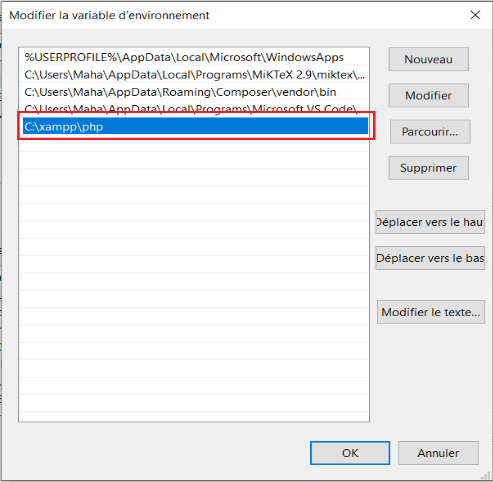 Modifier la variable d'environnement
%USERPROFILE%\AppData\Local\Microsoft\WindowsApps
C:\Users\Maha\AppData\Local\Programs\MiKTeX 2.9\miktex\...
C:\Users\Maha\AppData\Roaming\Composer\vendor\bin
C:\Users\Maha\AppData\Local\Programs\Microsoft VS Code\...
C:\xampp\php
Nouveau
Modifier
Parcourir...
Supprimer
Déplacer vers le hau
Déplacer vers le bas
Modifier le texte...
OK
Annuler